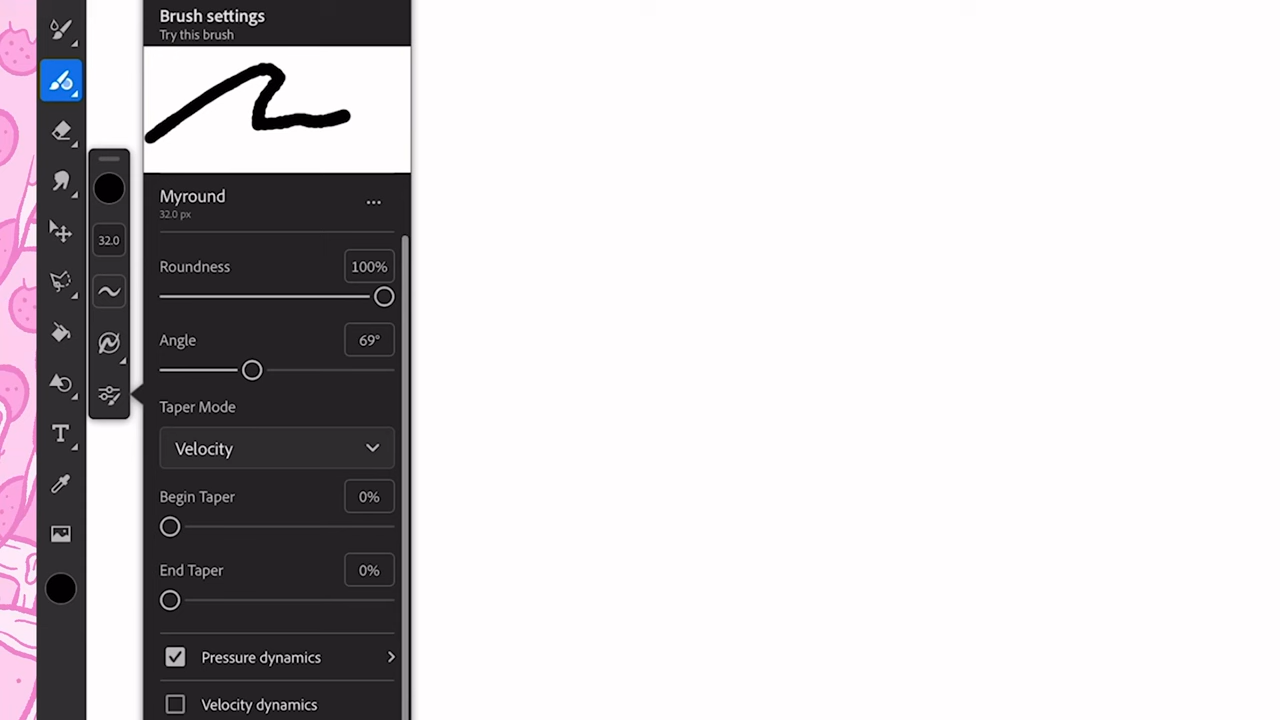 Brush settings
Try this brush
Myround
32.0 px
32.0
Roundness 100%
Angle 69°
Taper Mode
Velocity
Begin Taper 0%
End Taper 0%
Pressure dynamics
Velocity dynamics